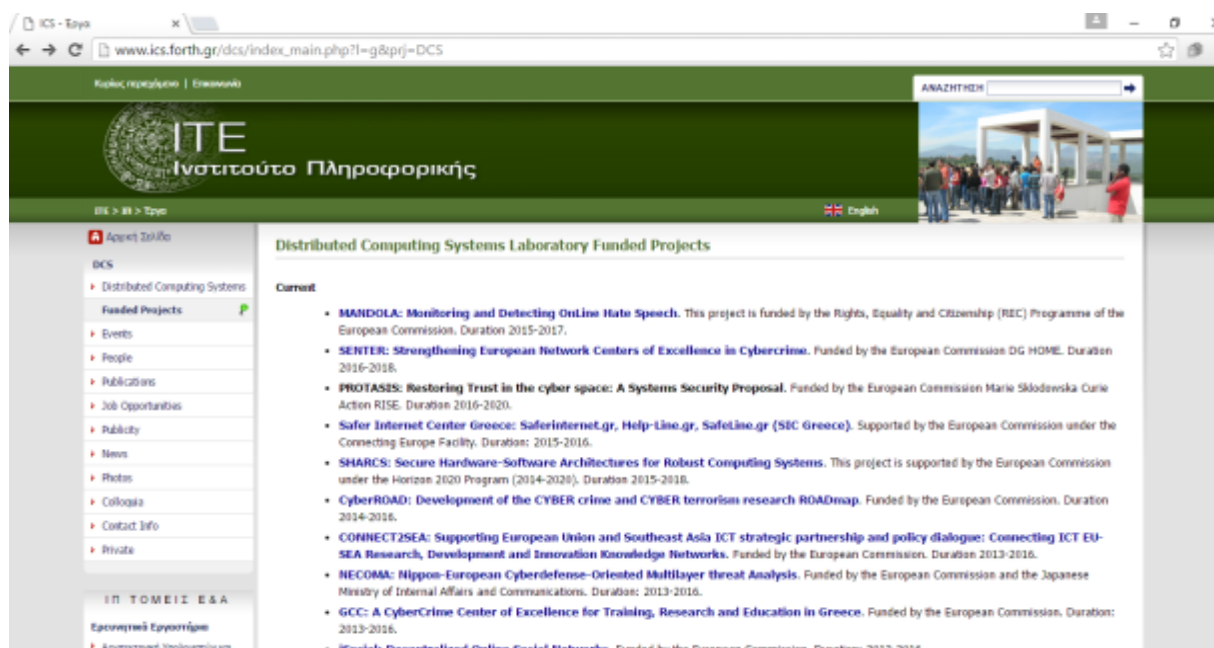 ICS - Έργα
www.ics.forth.gr/dcs/index_main.php?l=g&prj=DCS
Κυρίως περιεχόμενο | Επικοινωνία
ΑΝΑΖΗΤΗΣΗ
ITE
Ινστιτούτο Πληροφορικής
ΙΤΕ > ΙΠ > Έργα
English
Αρχική Σελίδα
DCS
Distributed Computing Systems
Funded Projects
Events
People
Publications
Job Opportunities
Publicity
News
Photos
Colloquia
Contact Info
Private
ΙΠ ΤΟΜΕΙΣ Ε&Α
Ερευνητικά Εργαστήρια
Distributed Computing Systems Laboratory Funded Projects
Current
MANDOLA: Monitoring and Detecting OnLine Hate Speech. This project is funded by the Rights, Equality and Citizenship (REC) Programme of the
European Commission. Duration 2015-2017.
SENTER: Strengthening European Network Centers of Excellence in Cybercrime. Funded by the European Commission DG HOME. Duration
2016-2018.
PROTASIS: Restoring Trust in the cyber space: A Systems Security Proposal. Funded by the European Commission Marie Sklodowska Curie
Action RISE. Duration 2016-2020.
Safer Internet Center Greece: Saferinternet.gr, Help-Line.gr, SafeLine.gr (SIC Greece). Supported by the European Commission under the
Connecting Europe Facility. Duration: 2015-2016.
SHARCS: Secure Hardware-Software Architectures for Robust Computing Systems. This project is supported by the European Commission
under the Horizon 2020 Program (2014-2020). Duration 2015-2018.
CyberROAD: Development of the CYBER crime and CYBER terrorism research ROADmap. Funded by the European Commission. Duration
2014-2016.
CONNECT2SEA: Supporting European Union and Southeast Asia ICT strategic partnership and policy dialogue: Connecting ICT EU-
SEA Research, Development and Innovation Knowledge Networks. Funded by the European Commission. Duration 2013-2016.
NECOMA: Nippon-European Cyberdefense-Oriented Multilayer threat Analysis. Funded by the European Commission and the Japanese
Ministry of Internal Affairs and Communications. Duration: 2013-2016.
GCC: A CyberCrime Center of Excellence for Training, Research and Education in Greece. Funded by the European Commission. Duration:
2013-2016.